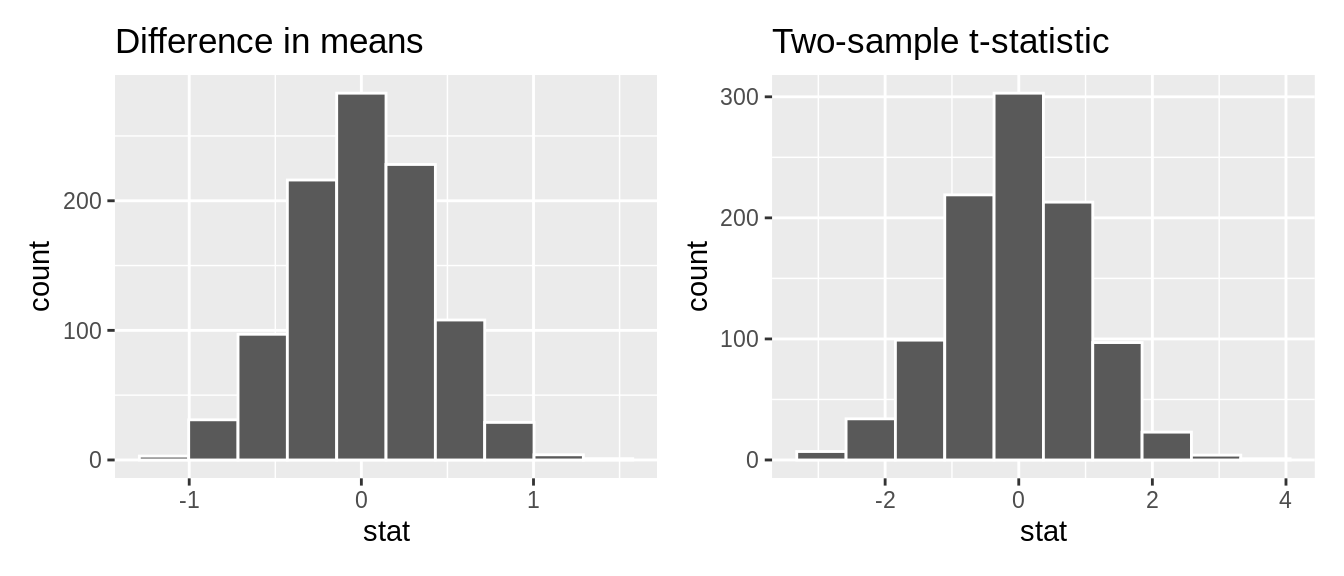 Difference in means
count
200
100
0
-1 0 1
stat
Two-sample t-statistic
count
300
200
100
0
-2 0 2 4
stat